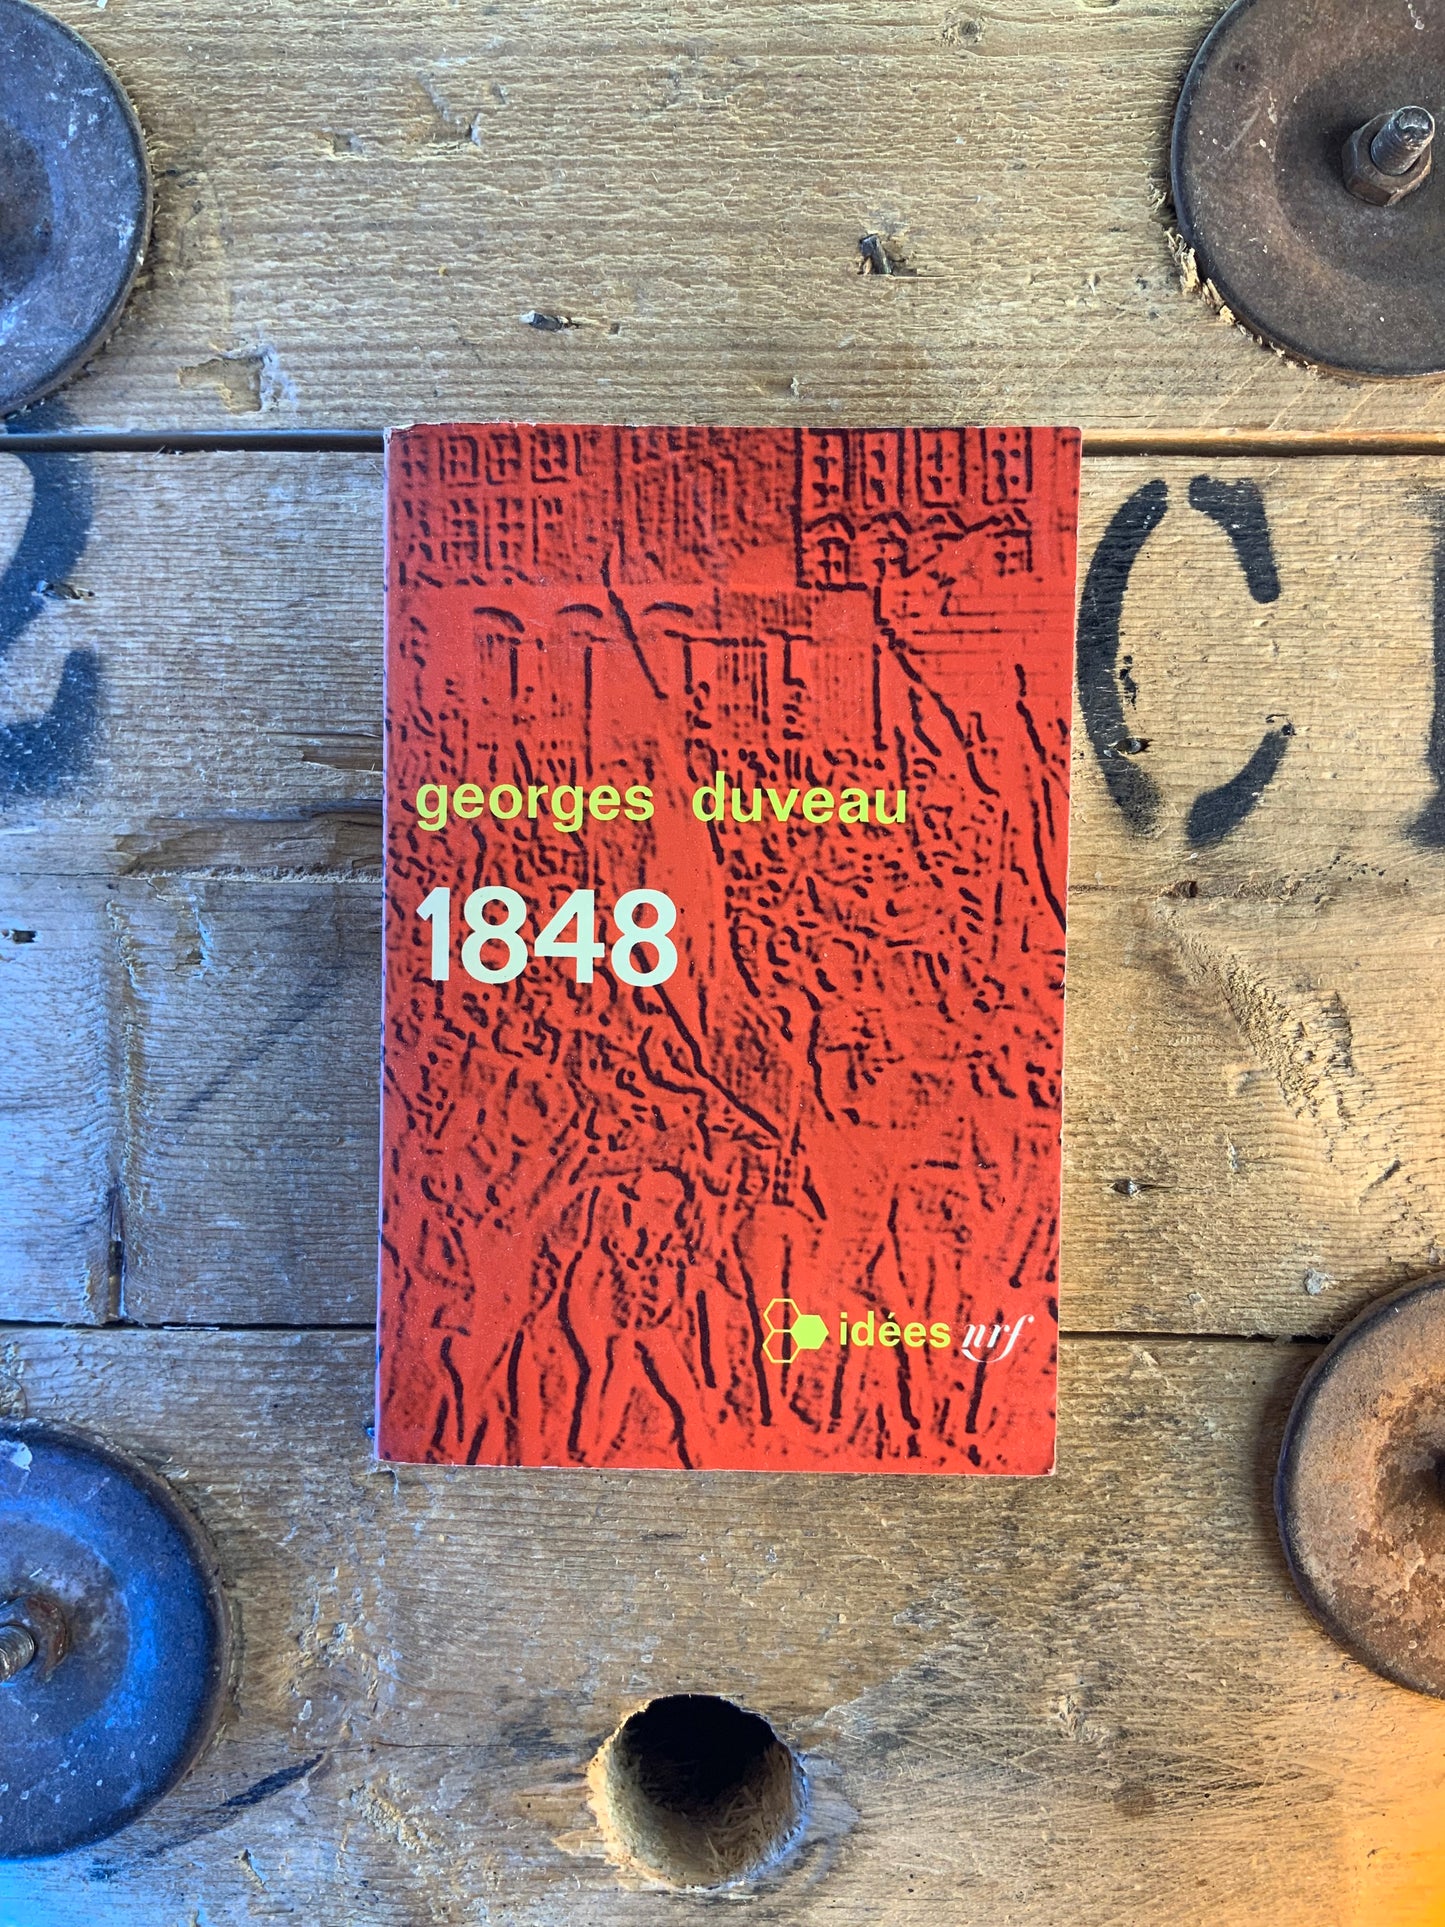 C
georges duveau
1848
idées nrf